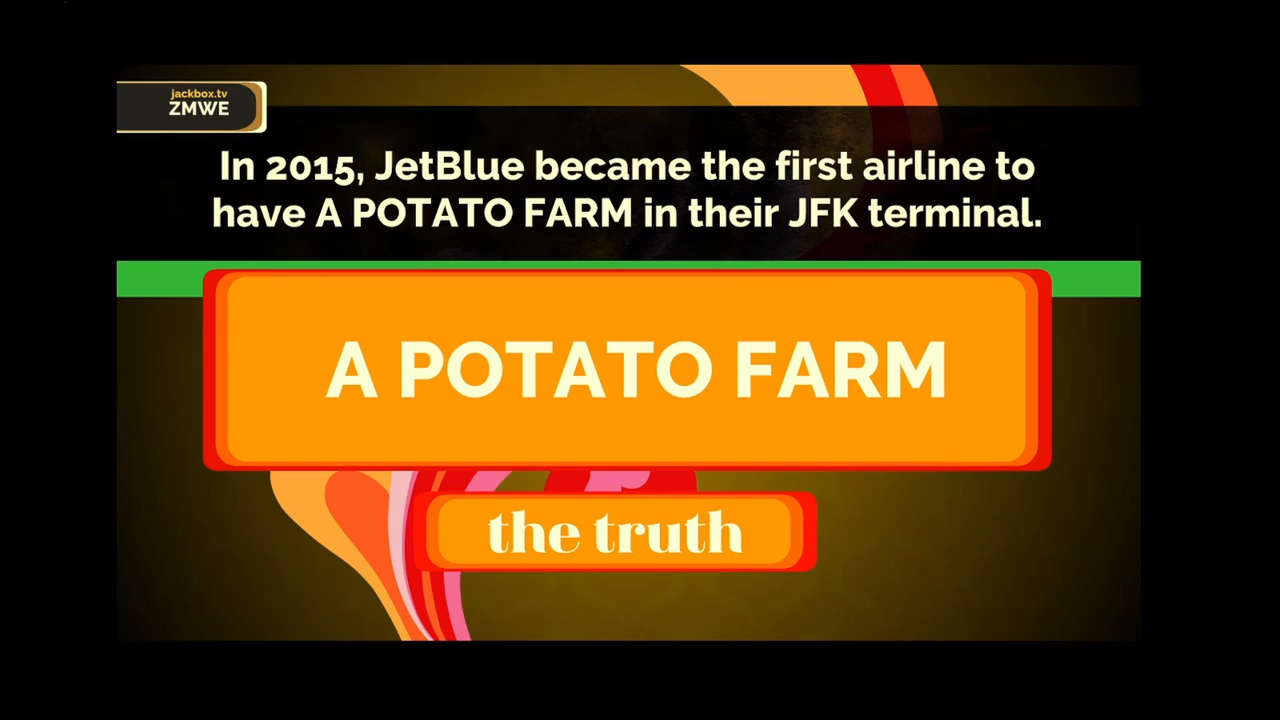 jackbox.tv
ZMWE
In 2015, JetBlue became the first airline to
have A POTATO FARM in their JFK terminal.
A POTATO FARM
the truth